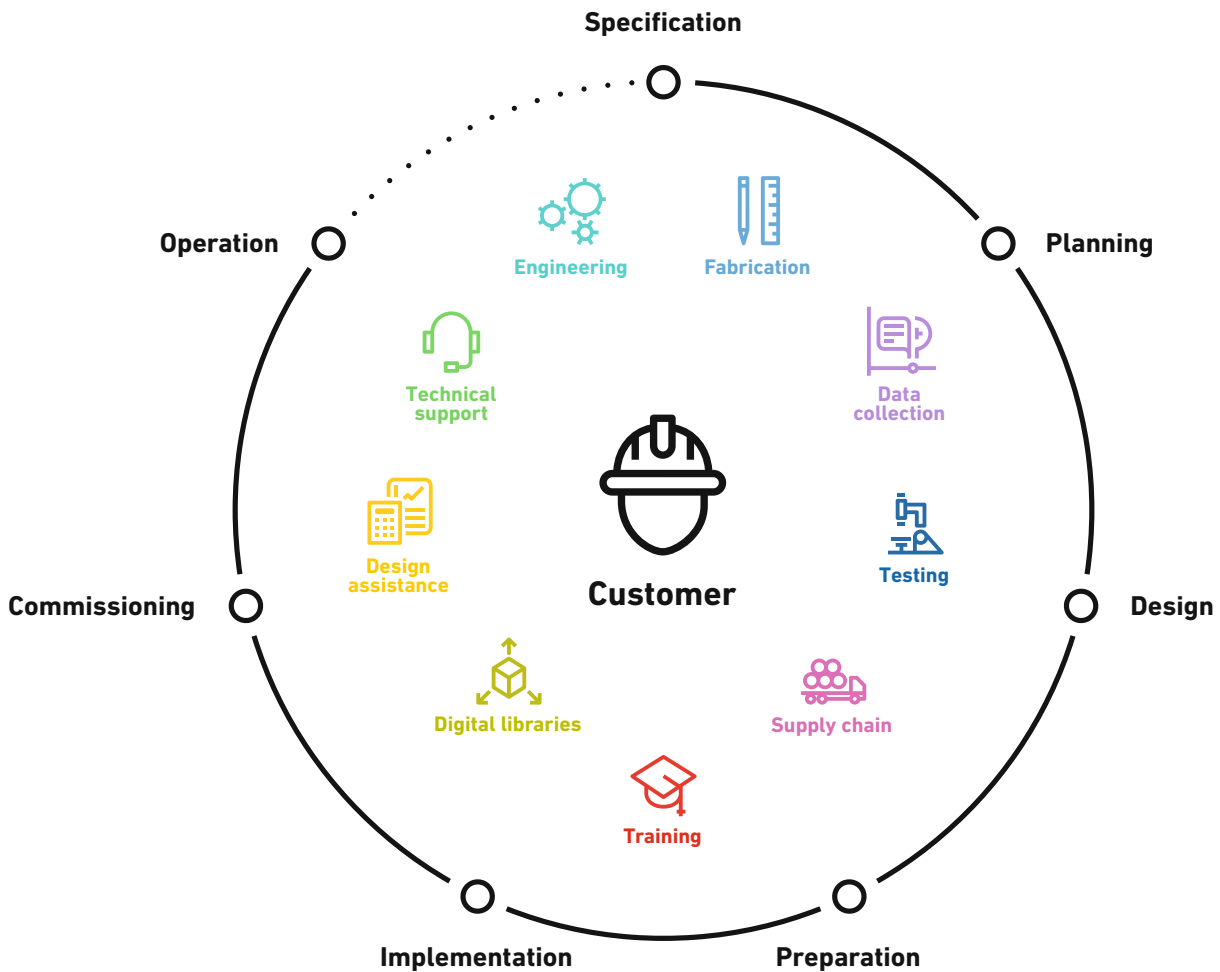 Specification
Operation
Planning
Engineering
Fabrication
Technical
support
Data
collection
Design
assistance
Customer
Testing
Commissioning
Design
Digital libraries
Supply chain
Training
Implementation
Preparation